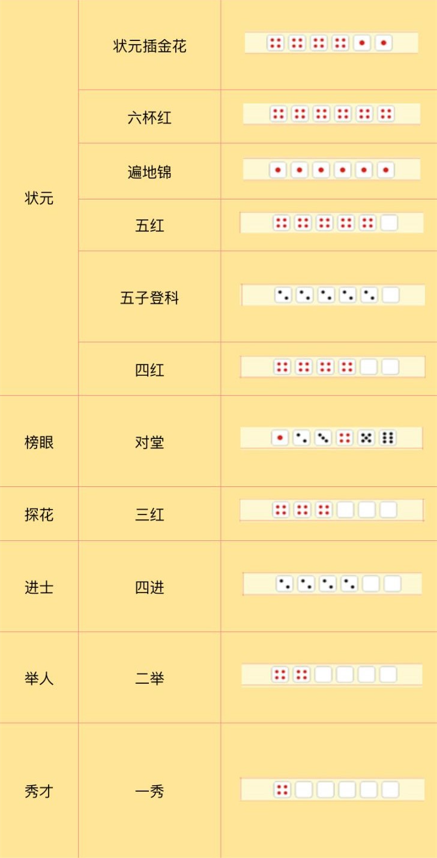 状元插金花
六杯红
遍地锦
状元
五红
五子登科
四红
榜眼
对堂
探花
三红
进士
四进
举人
二举
秀才
一秀